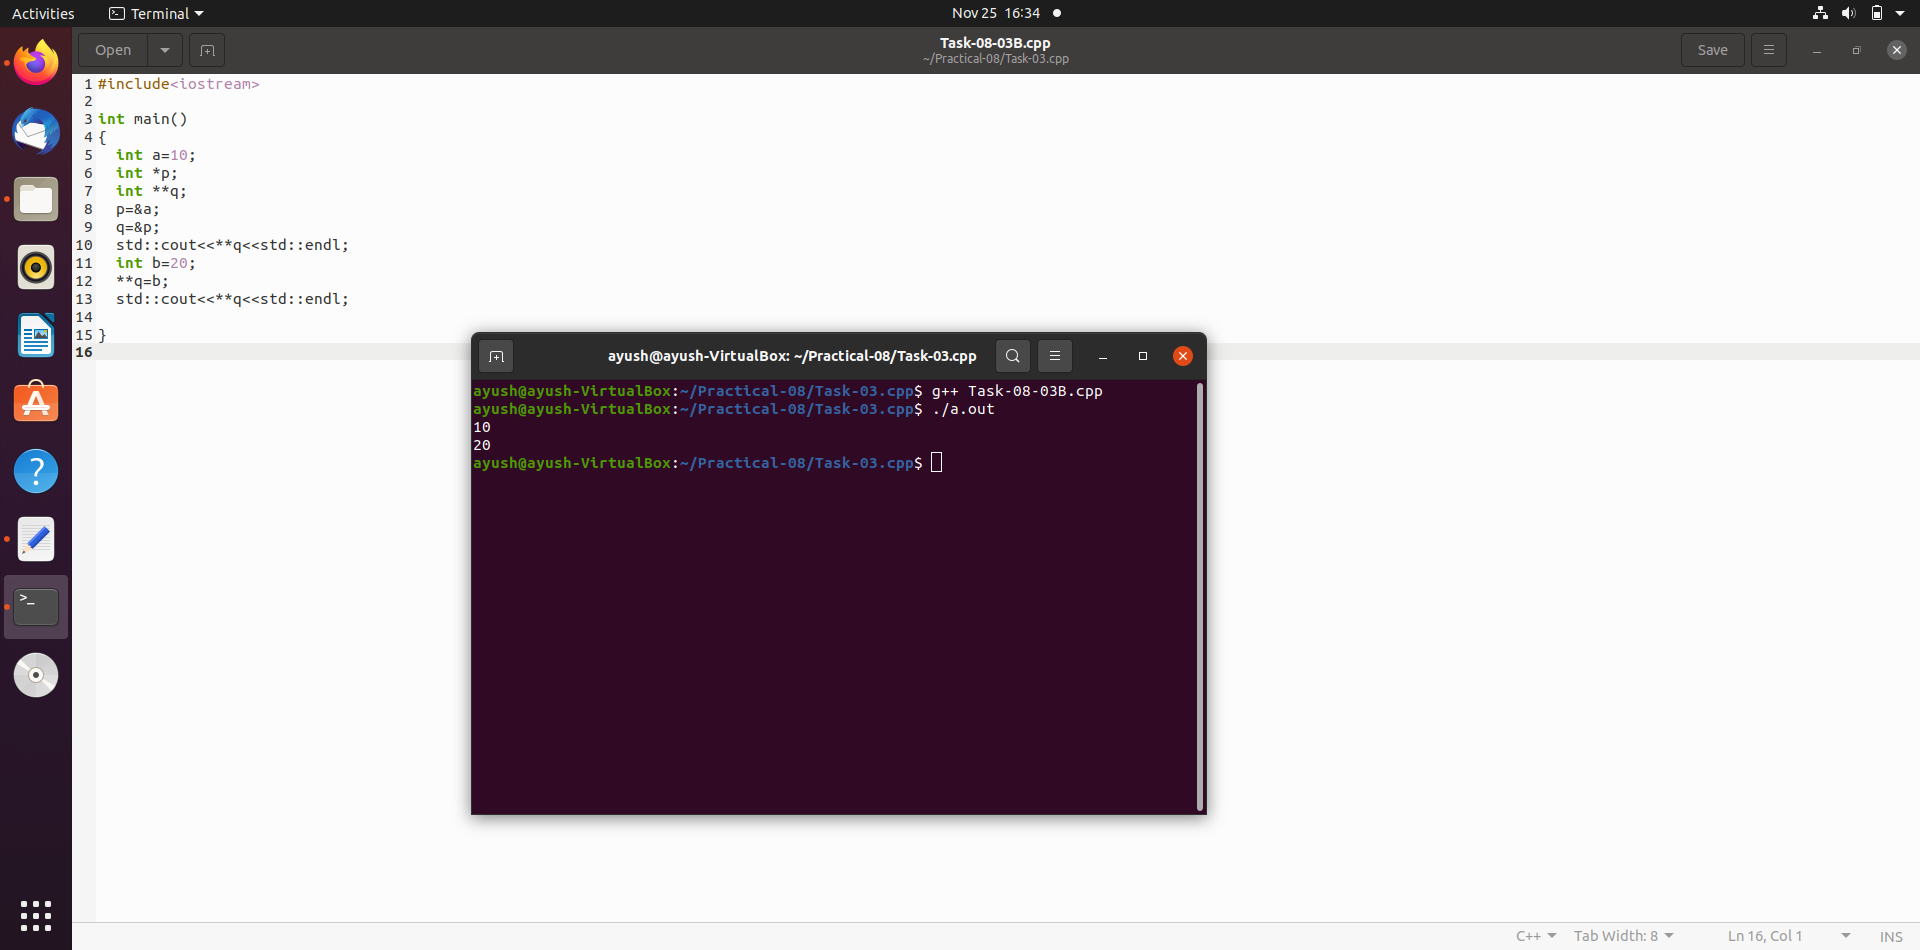 Activities
Terminal
Nov 25 16:34
Open
Task-08-03B.cpp
~/Practical-08/Task-03.cpp
Save
1 #include<iostream>
2
3 int main()
4 {
5   int a=10;
6   int *p;
7   int **q;
8   p=&a;
9   q=&p;
10   std::cout<<**q<<std::endl;
11   int b=20;
12   **q=b;
13   std::cout<<**q<<std::endl;
14
15 }
16
ayush@ayush-VirtualBox: ~/Practical-08/Task-03.cpp
ayush@ayush-VirtualBox:~/Practical-08/Task-03.cpp$ g++ Task-08-03B.cpp
ayush@ayush-VirtualBox:~/Practical-08/Task-03.cpp$ ./a.out
10
20
ayush@ayush-VirtualBox:~/Practical-08/Task-03.cpp$
C++
Tab Width: 8
Ln 16, Col 1
INS